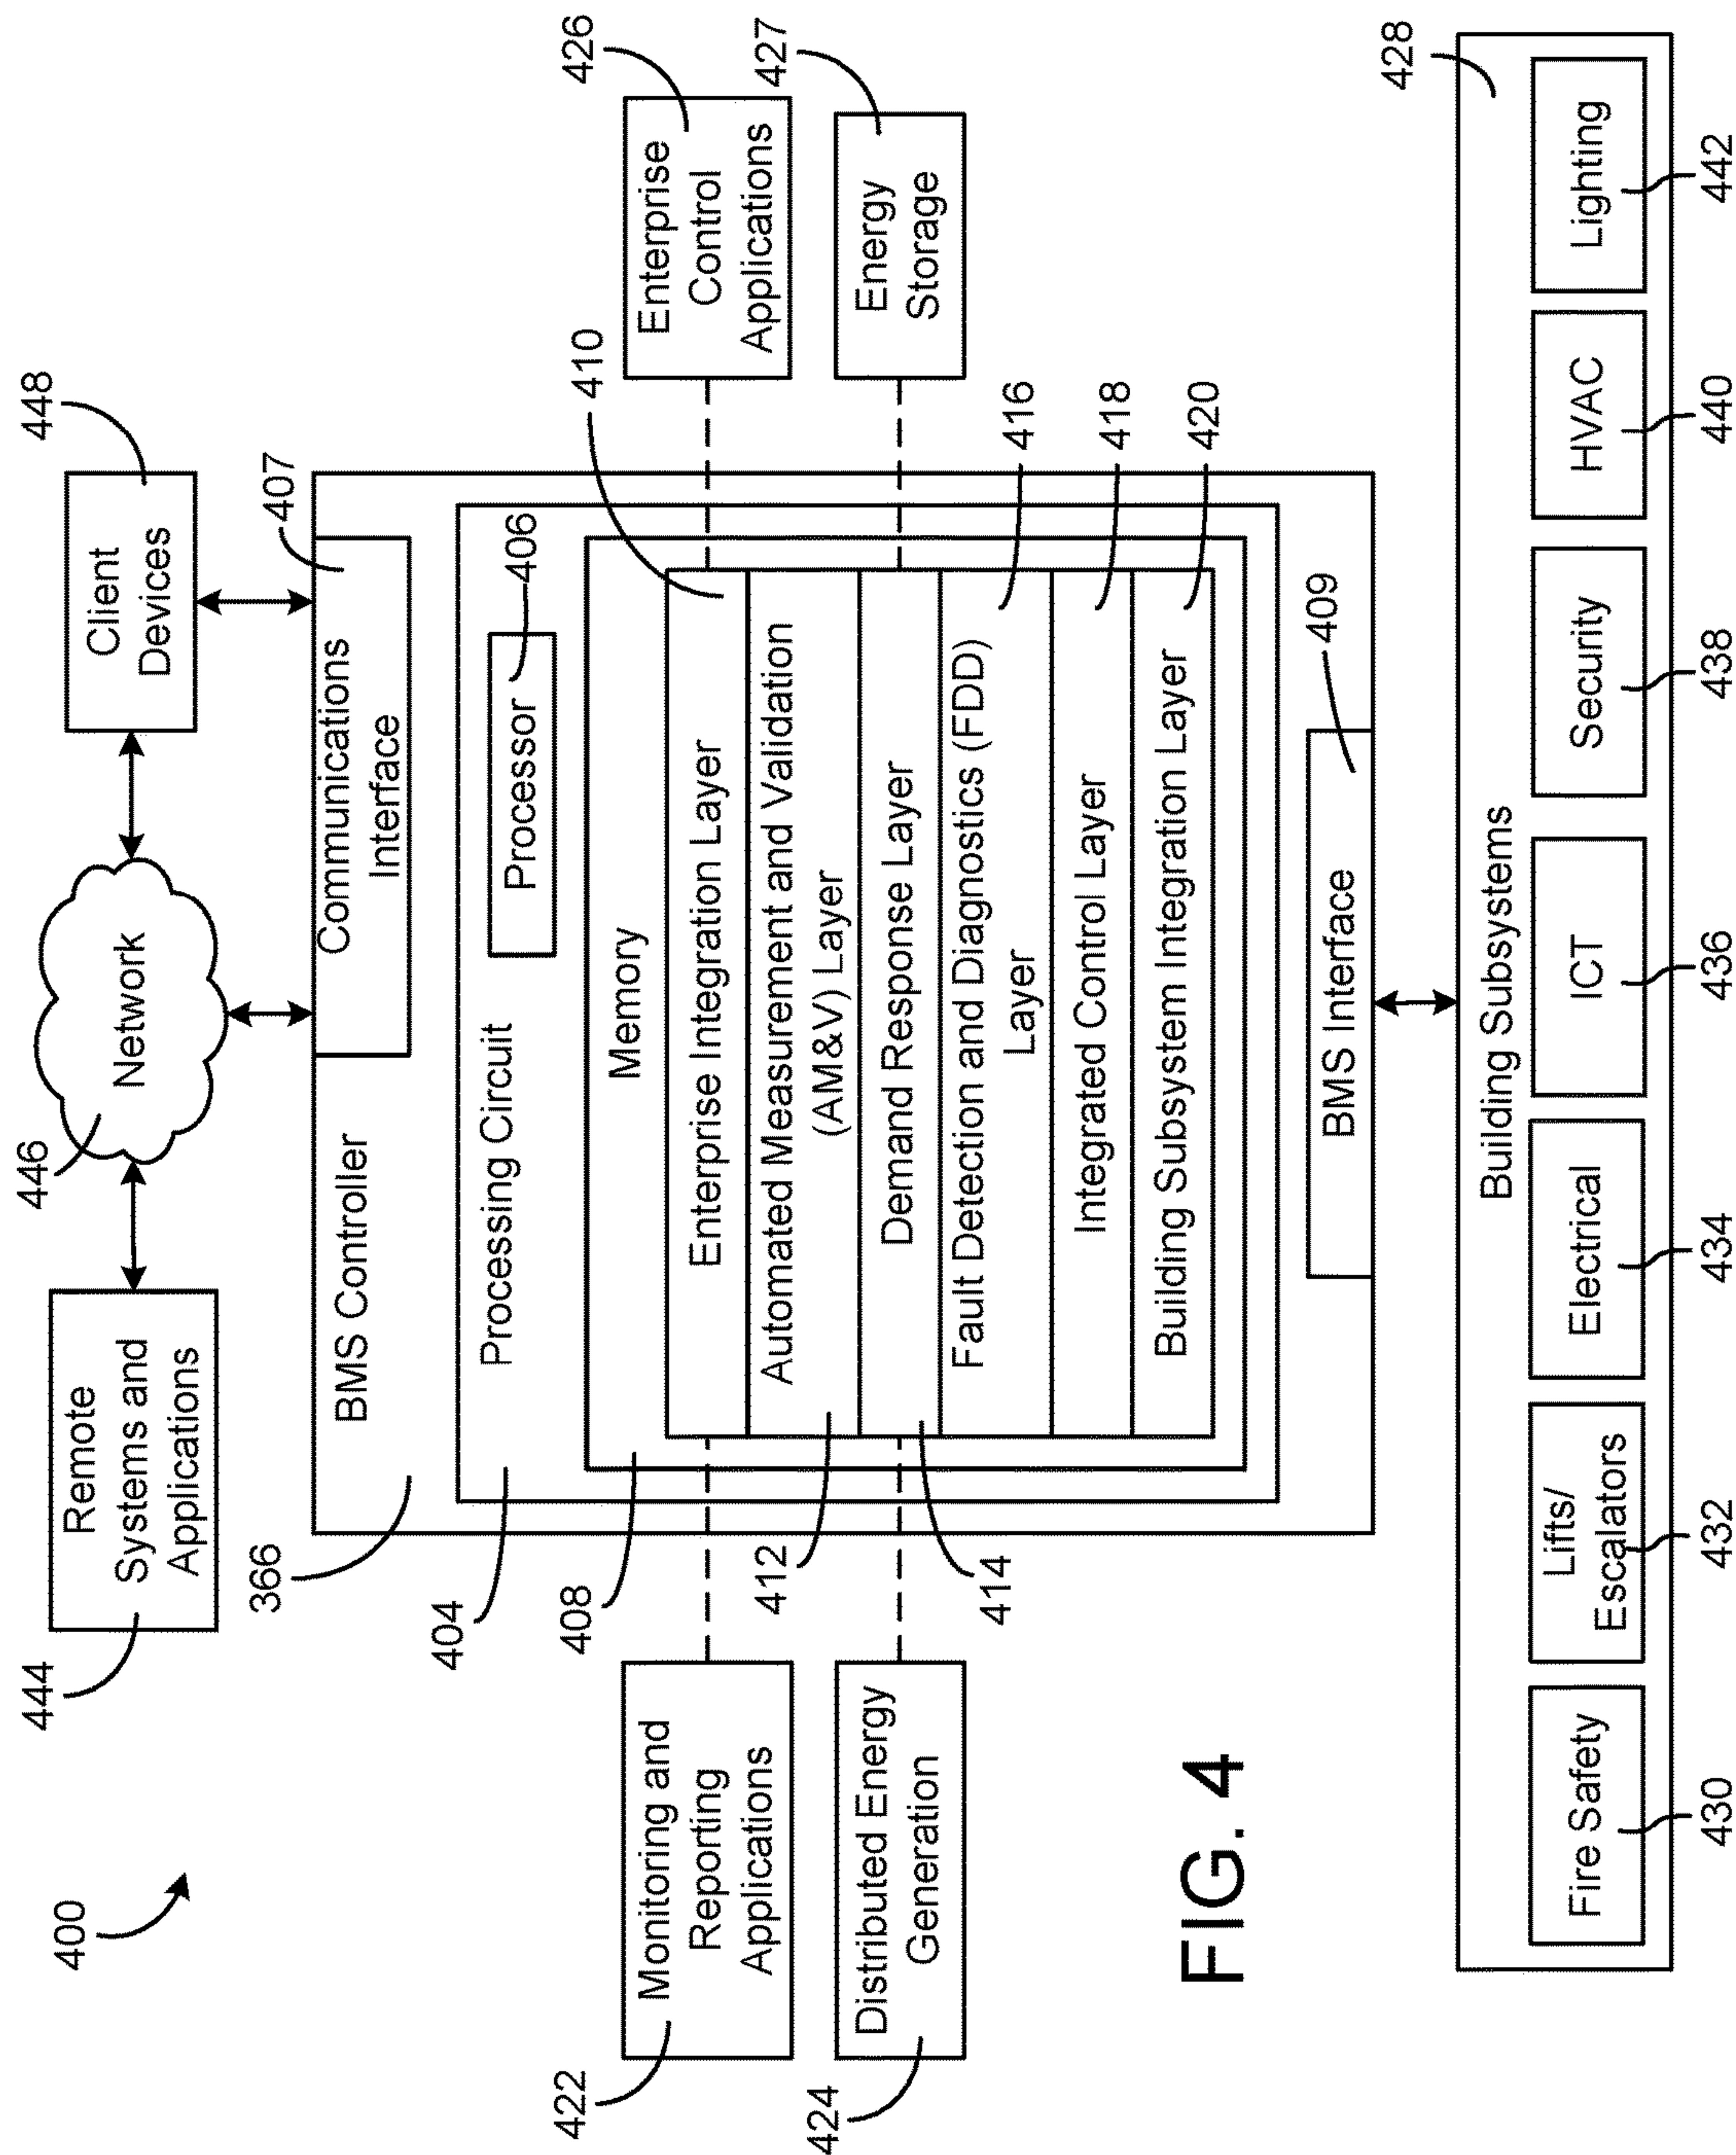 400
444
Remote
Systems and
Applications
446
Network
448
Client
Devices
366
BMS Controller
407
Communications
Interface
404
Processing Circuit
Processor
406
408
Memory
410
Enterprise Integration Layer
Automated Measurement and Validation
(AM&V) Layer
412
Demand Response Layer
414
Fault Detection and Diagnostics (FDD)
Layer
416
Integrated Control Layer
418
Building Subsystem Integration Layer
420
BMS Interface
409
422
Monitoring and
Reporting
Applications
424
Distributed Energy
Generation
426
Enterprise
Control
Applications
427
Energy
Storage
FIG. 4
428
Building Subsystems
Fire Safety
Lifts/
Escalators
Electrical
ICT
Security
HVAC
Lighting
430
432
434
436
438
440
442